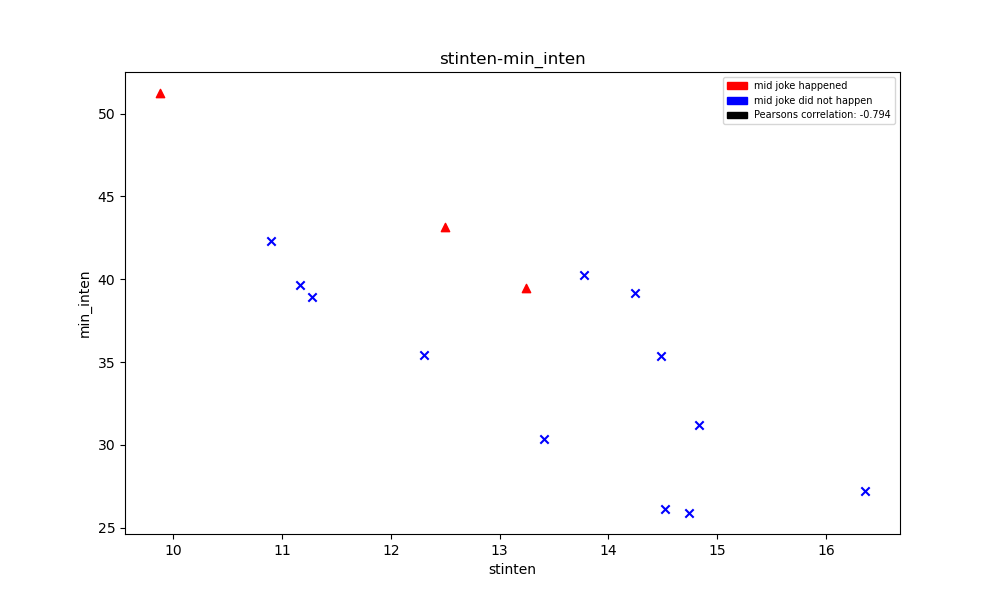 stinten-min_inten
mid joke happened
mid joke did not happen
Pearsons correlation: -0.794
50
45
40
35
30
25
min_inten
10 11 12 13 14 15 16
stinten